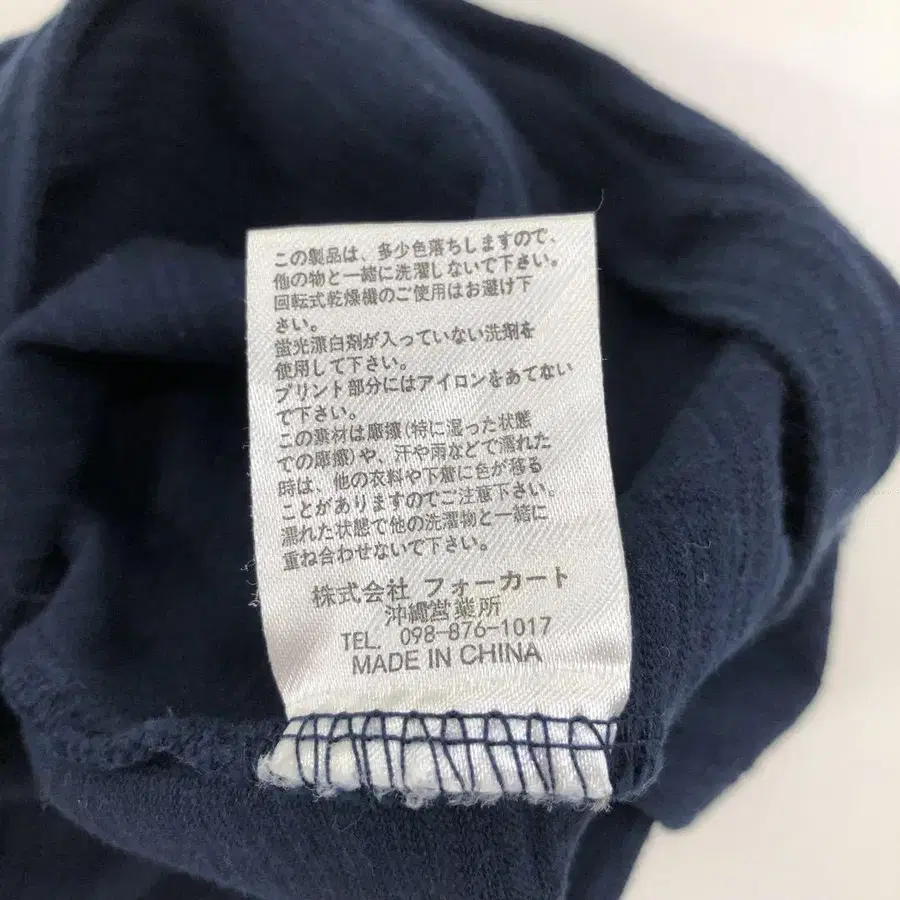 この製品は、多少色落ちしますので、
他の物と一緒に洗濯しないで下さい。
回転式乾燥機のご使用はお避け下
さい。
蛍光漂白剤が入っていない洗剤を
使用して下さい。
プリント部分にはアイロンをあてない
で下さい。
この素材は摩擦(特に湿った状態
での摩擦)や、汗や雨などで濡れた
時は、他の衣料や下着に色が移る
ことがありますのでご注意下さい。
濡れた状態で他の洗濯物と一緒に
重ね合わせないで下さい。
株式会社 フォーカート
沖縄営業所
TEL. 098-876-1017
MADE IN CHINA